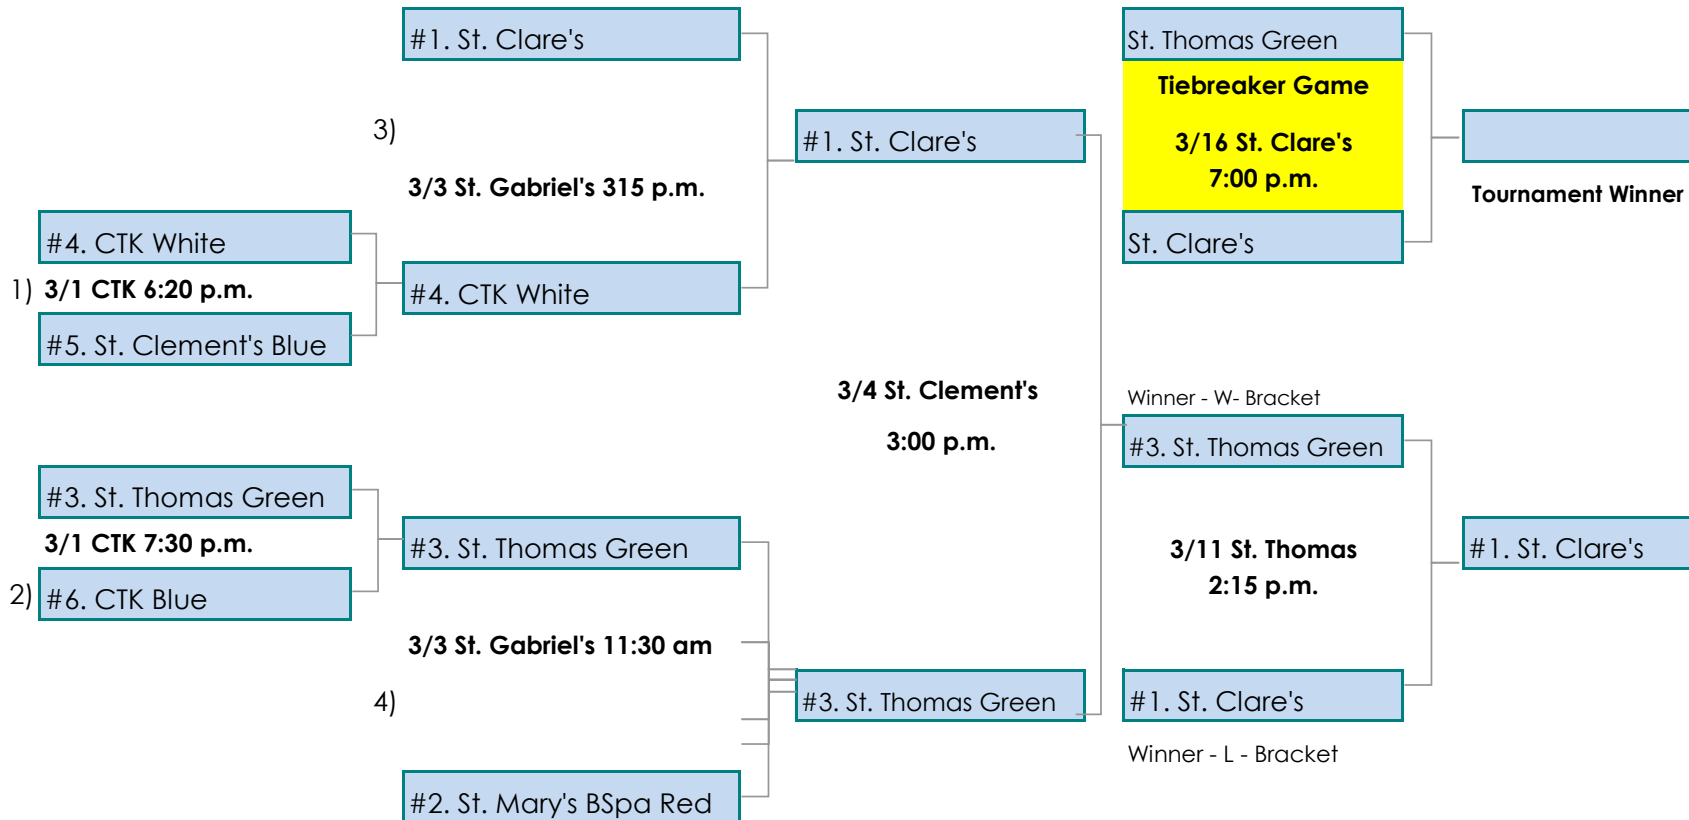 #1. St. Clare's
3)
3/3 St. Gabriel's 315 p.m.
#4. CTK White
1) 3/1 CTK 6:20 p.m.
#5. St. Clement's Blue
#4. CTK White
#3. St. Thomas Green
3/1 CTK 7:30 p.m.
2) #6. CTK Blue
#3. St. Thomas Green
3/3 St. Gabriel's 11:30 am
4)
#2. St. Mary's BSpa Red
#1. St. Clare's
3/4 St. Clement's
3:00 p.m.
#3. St. Thomas Green
St. Thomas Green
Tiebreaker Game
3/16 St. Clare's
7:00 p.m.
St. Clare's
Tournament Winner
Winner - W- Bracket
#3. St. Thomas Green
3/11 St. Thomas
2:15 p.m.
#1. St. Clare's
Winner - L - Bracket
#1. St. Clare's